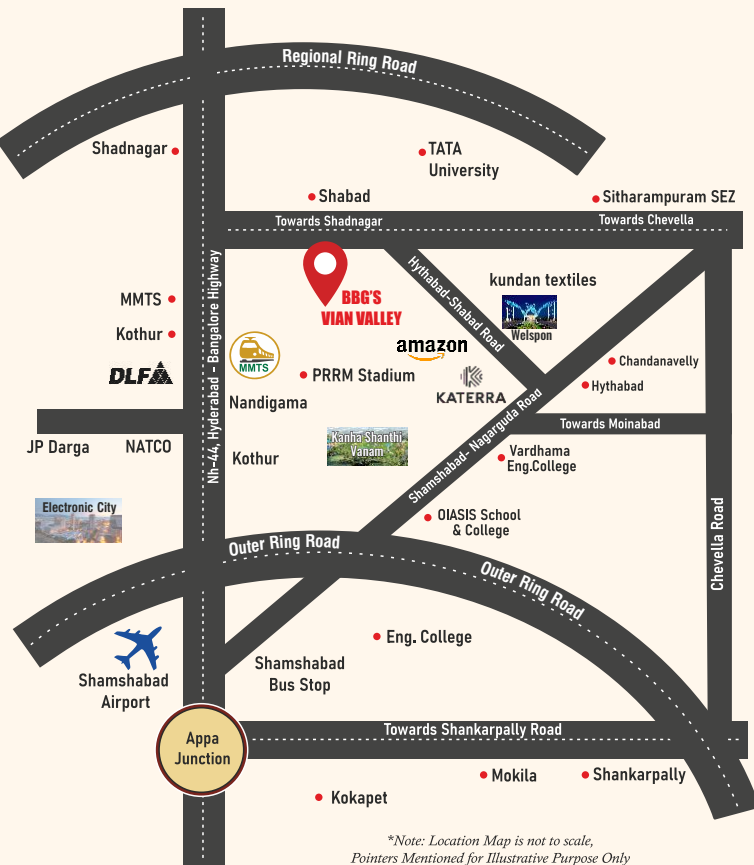 Regional Ring Road
Shadnagar
TATA
University
Shabad
Sitharampuram SEZ
Towards Shadnagar
Towards Chevella
Nh-44, Hyderabad - Bangalore Highway
Hythabad-Shabad Road
kundan textiles
Welspon
BBG'S
VIAN VALLEY
MMTS
Kothur
DLF
MMTS
Nandigama
PRRM Stadium
amazon
KATERRA
Chandanavelly
Hythabad
Shamshabad- Nagarguda Road
Towards Moinabad
JP Darga
NATCO
Kothur
Kanha Shanthi
Vanam
Vardhama
Eng.College
Electronic City
OIASIS School
& College
Chevella Road
Outer Ring Road
Outer Ring Road
Shamshabad
Airport
Eng. College
Shamshabad
Bus Stop
Appa
Junction
Towards Shankarpally Road
Mokila
Shankarpally
Kokapet
*Note: Location Map is not to scale,
Pointers Mentioned for Illustrative Purpose Only